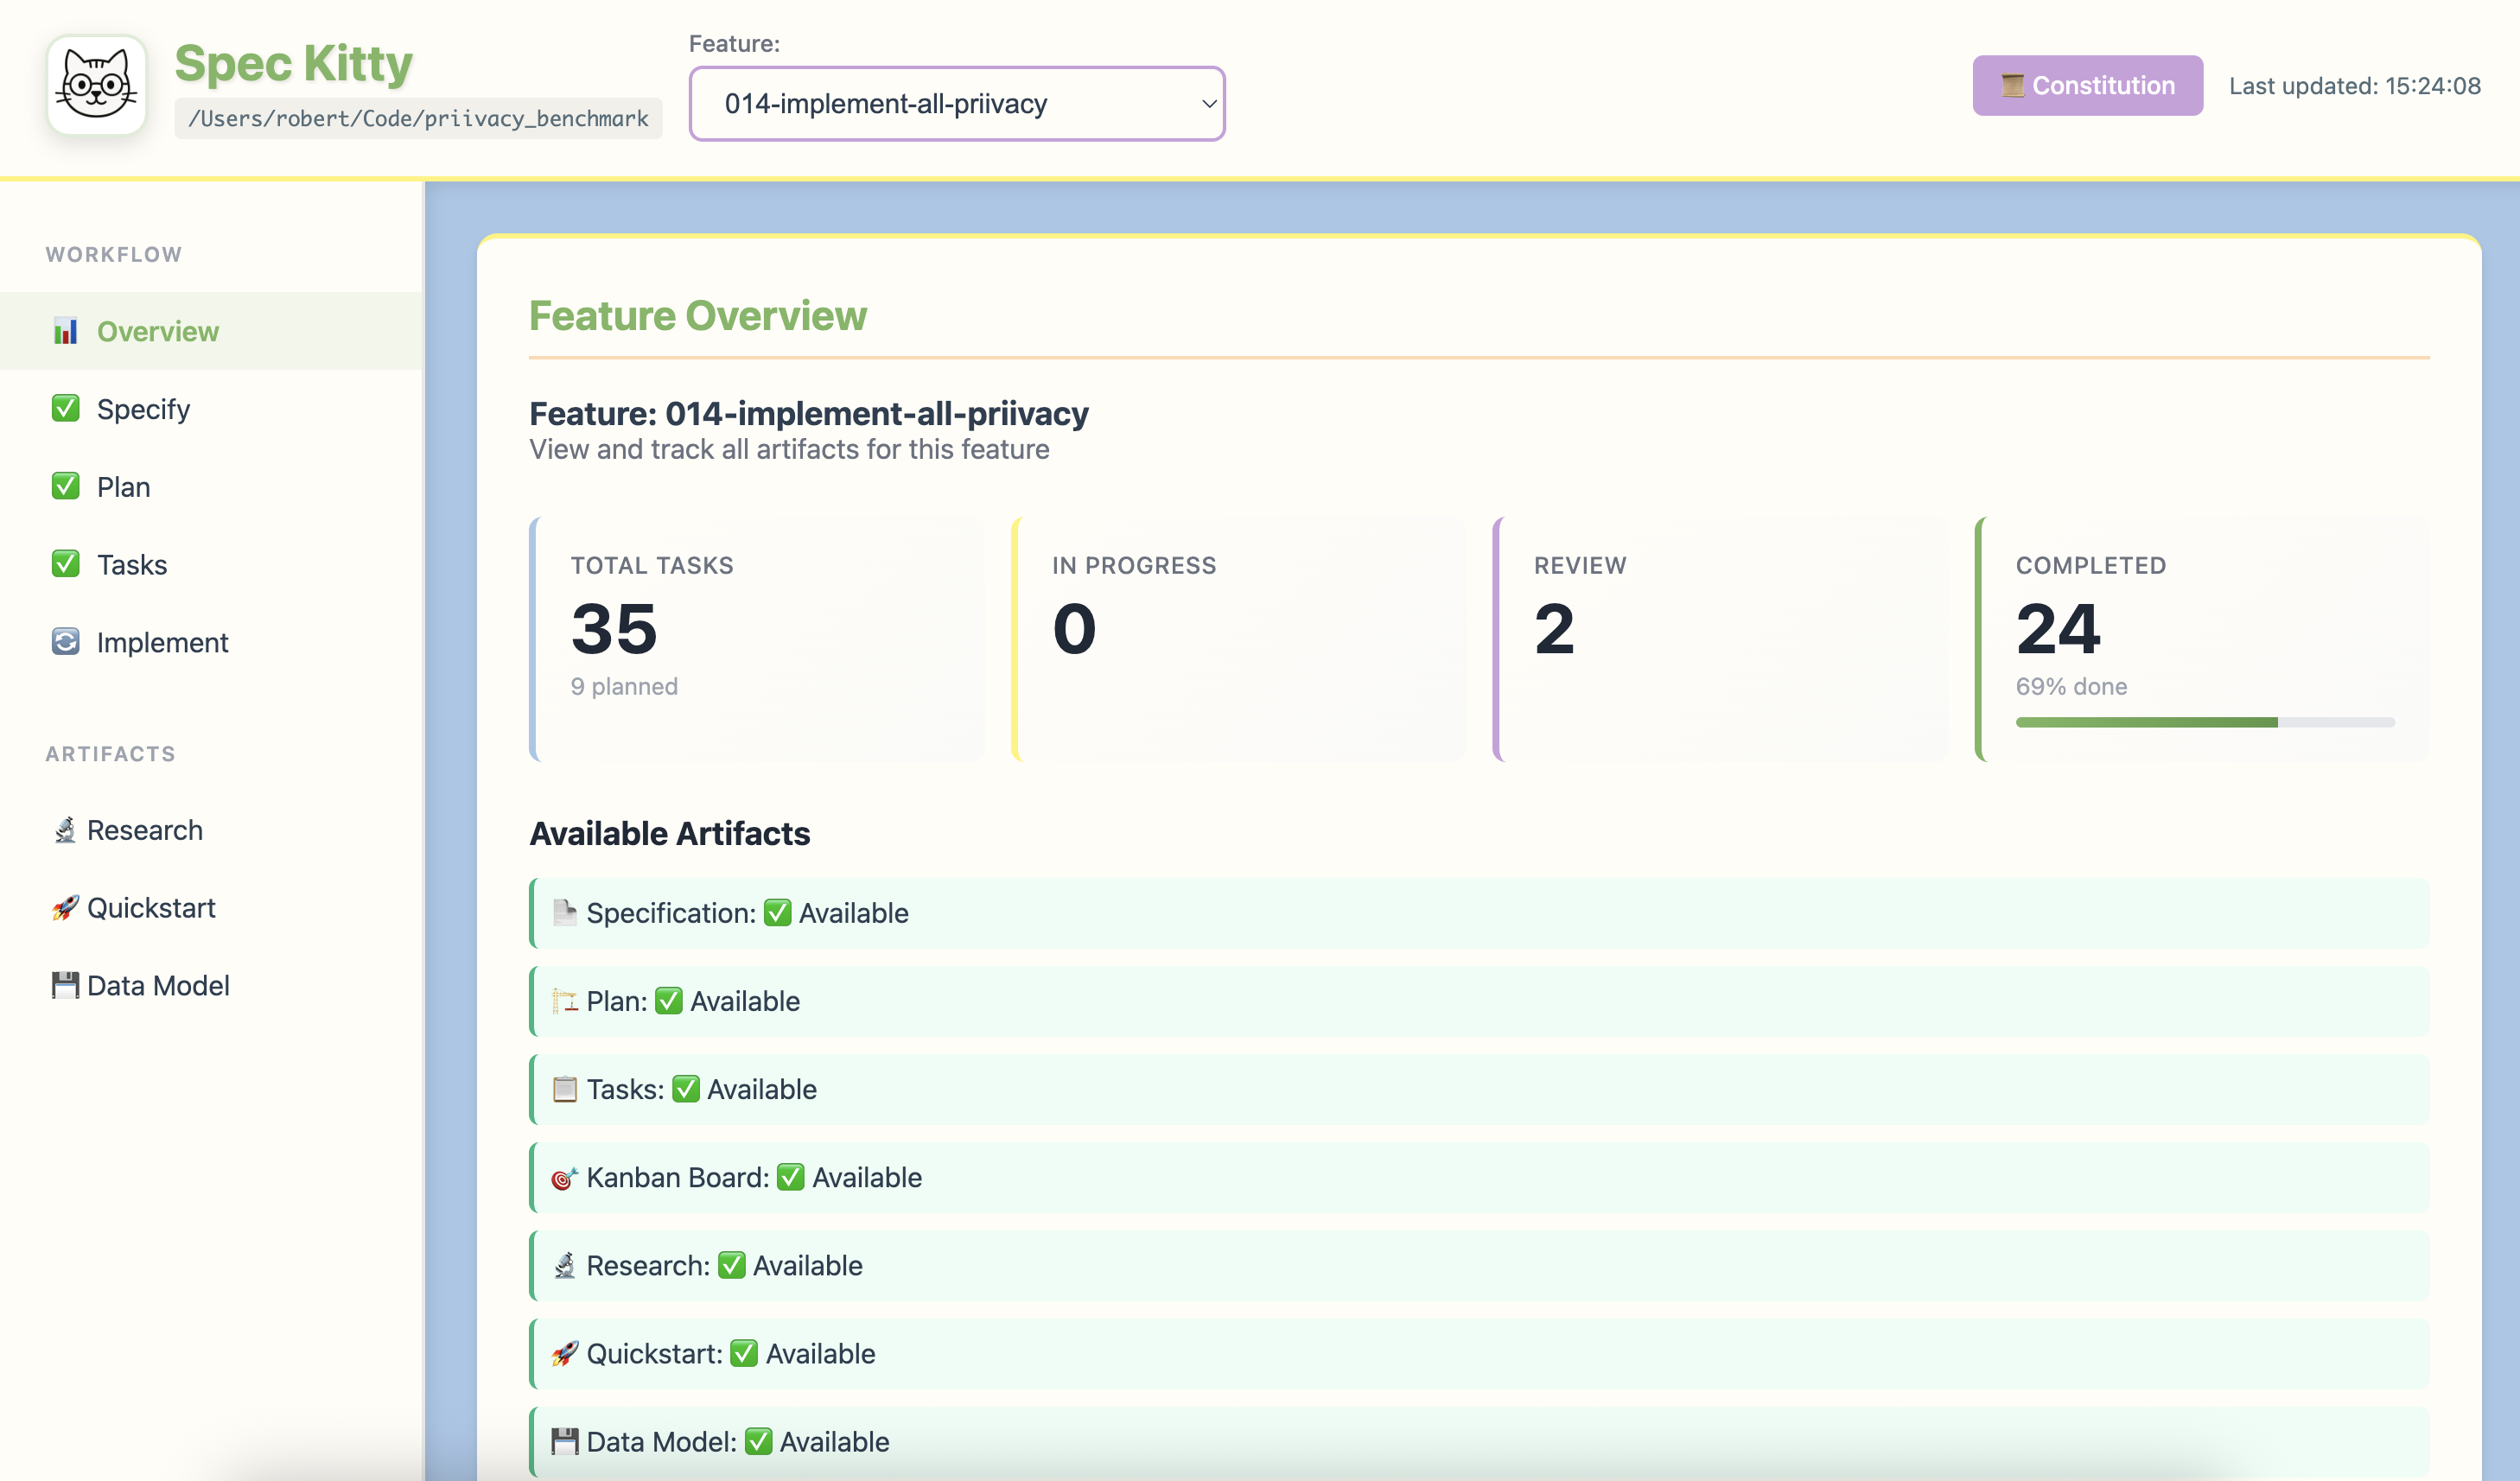 Spec Kitty
/Users/robert/Code/priivacy_benchmark
Feature:
014-implement-all-priivacy
Constitution
Last updated: 15:24:08
WORKFLOW
Overview
Specify
Plan
Tasks
Implement
ARTIFACTS
Research
Quickstart
Data Model
Feature Overview
Feature: 014-implement-all-priivacy
View and track all artifacts for this feature
TOTAL TASKS
35
9 planned
IN PROGRESS
0
REVIEW
2
COMPLETED
24
69% done
Available Artifacts
Specification: ✅ Available
Plan: ✅ Available
Tasks: ✅ Available
Kanban Board: ✅ Available
Research: ✅ Available
Quickstart: ✅ Available
Data Model: ✅ Available